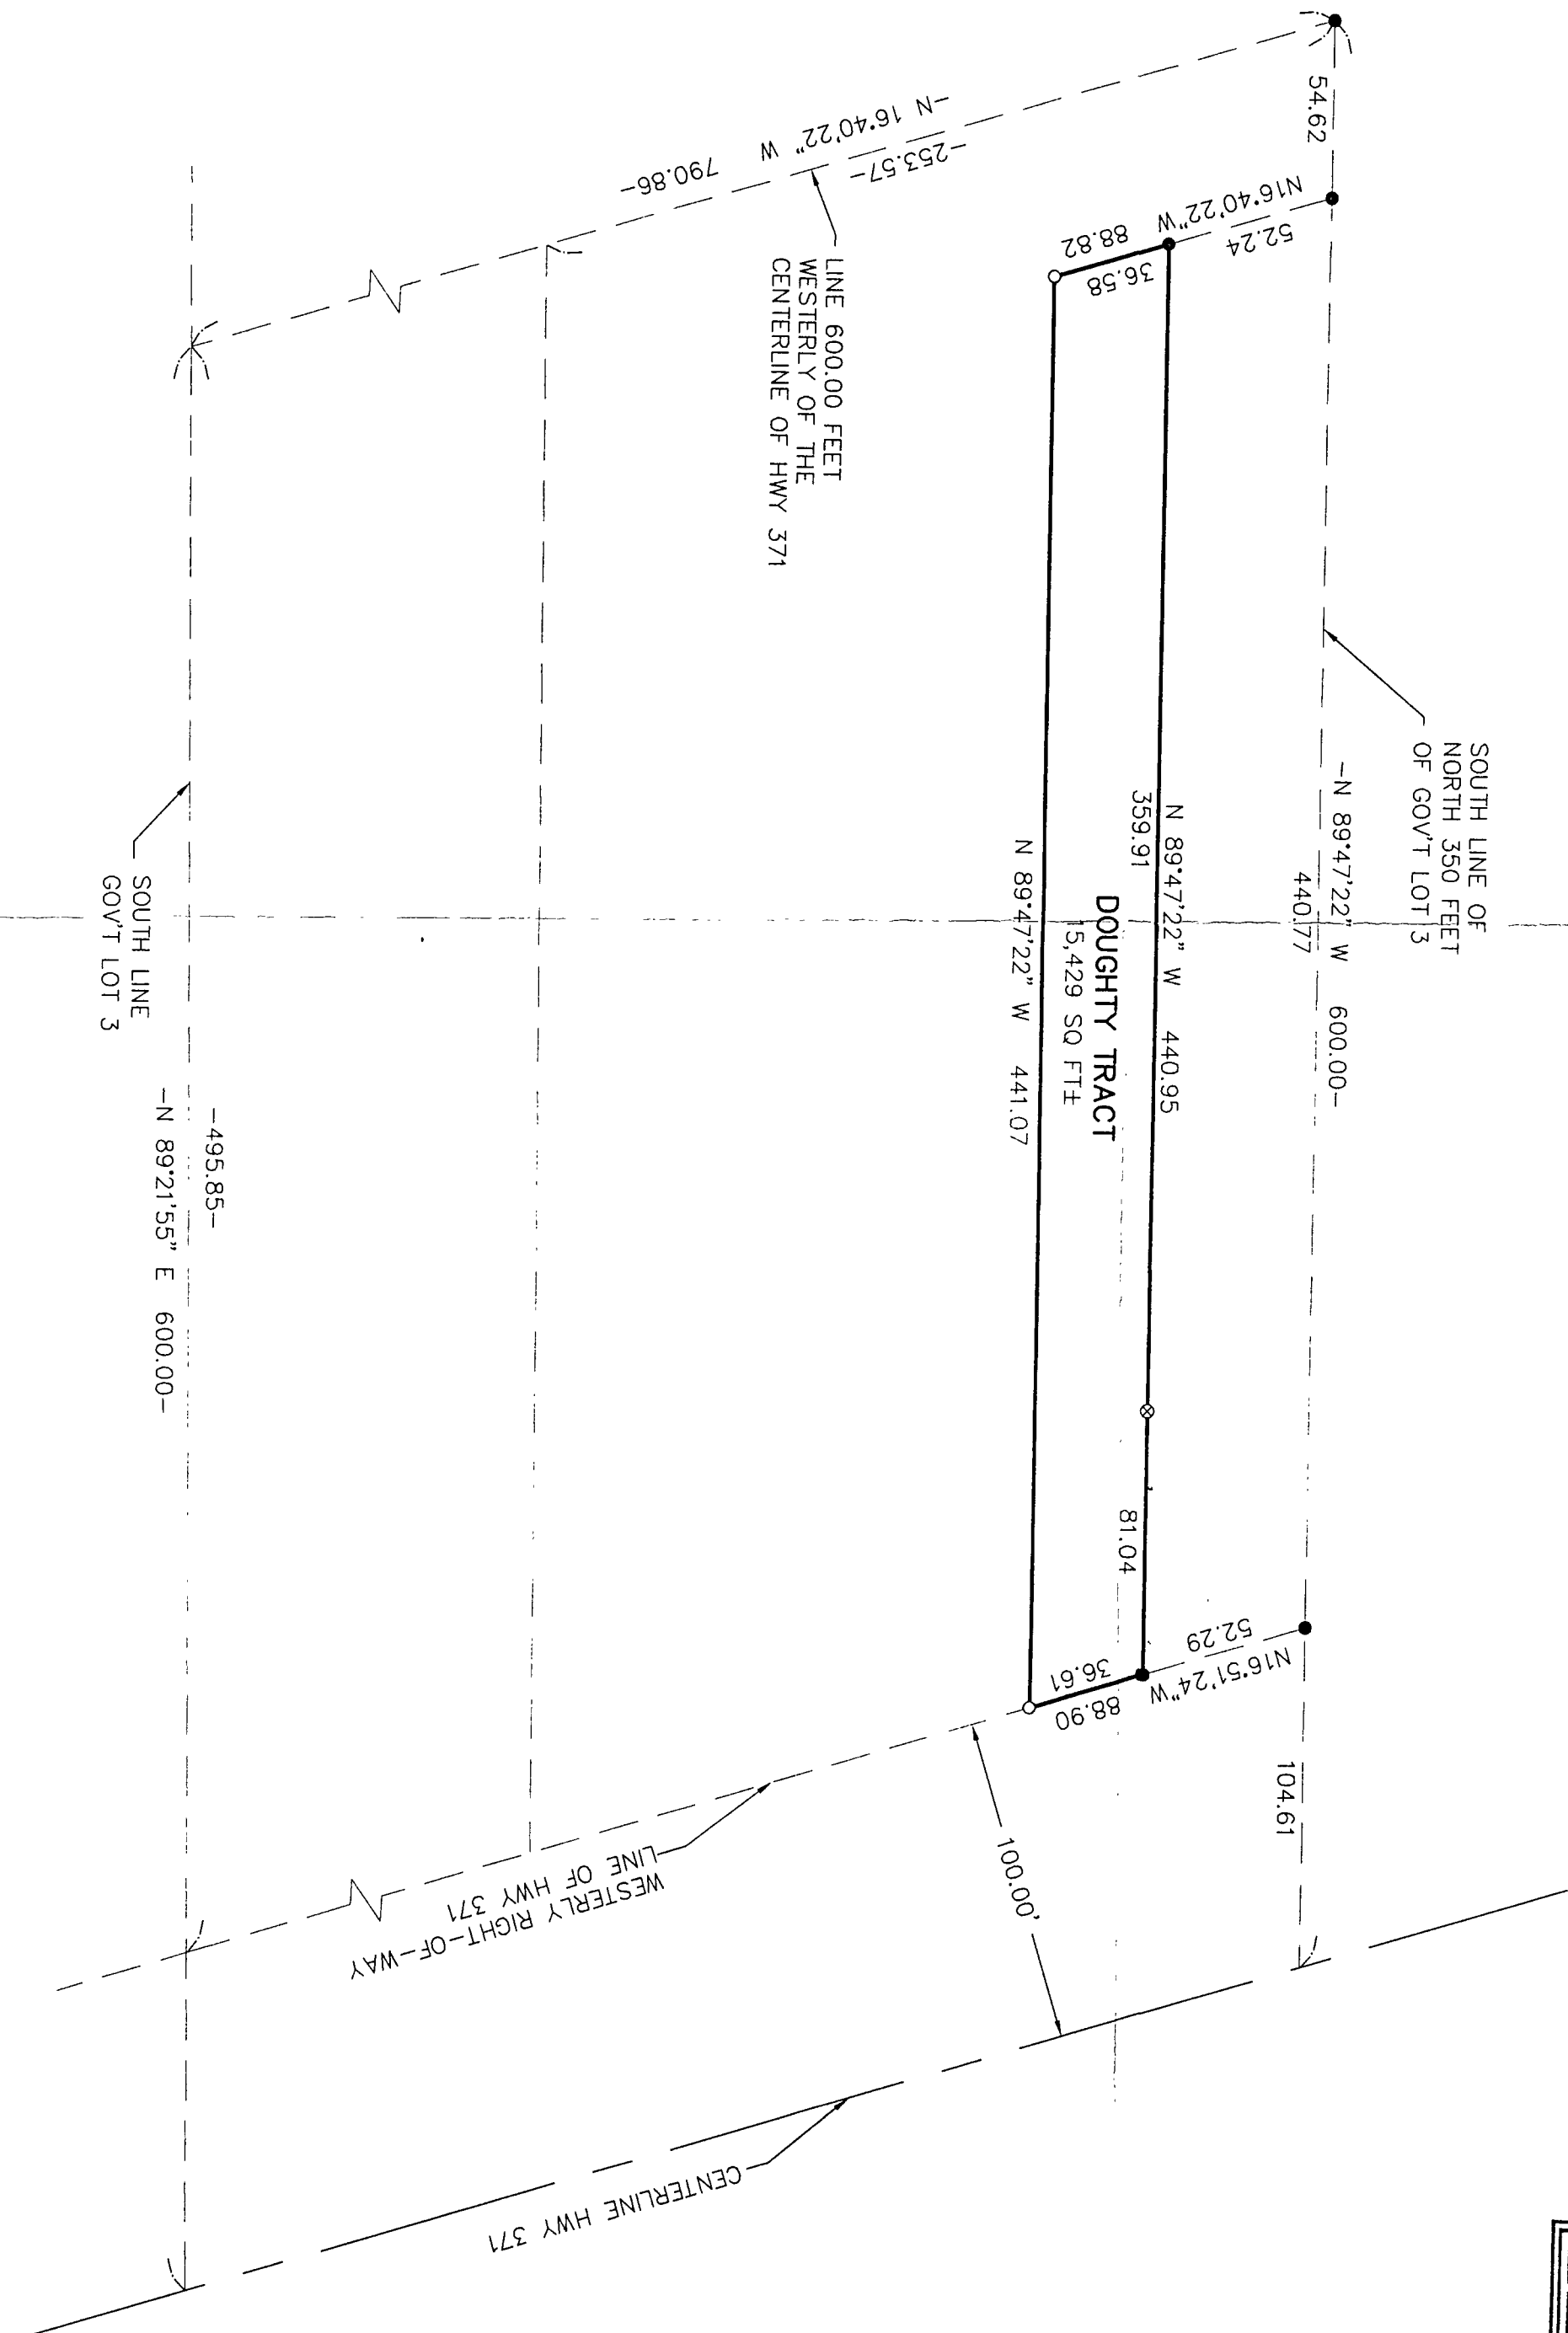 SOUTH LINE OF
NORTH 350 FEET
OF GOV'T LOT 3
54.62
-N 89°47'22" W 600.00-
440.77
104.61
N16°40'22"W
52.24
88.82
36.58
N 89°47'22" W 440.95
359.91
81.04
DOUGHTY TRACT
15,429 SQ FT±
N 89°47'22" W 441.07
N16°51'24"W
52.29
36.61
88.90
100.00'
-N 16°40'22" W 790.86-
-253.57-
LINE 600.00 FEET
WESTERLY OF THE
CENTERLINE OF HWY 371
WESTERLY RIGHT-OF-WAY
LINE OF HWY 371
CENTERLINE HWY 371
-495.85-
-N 89°21'55" E 600.00-
SOUTH LINE
GOV'T LOT 3